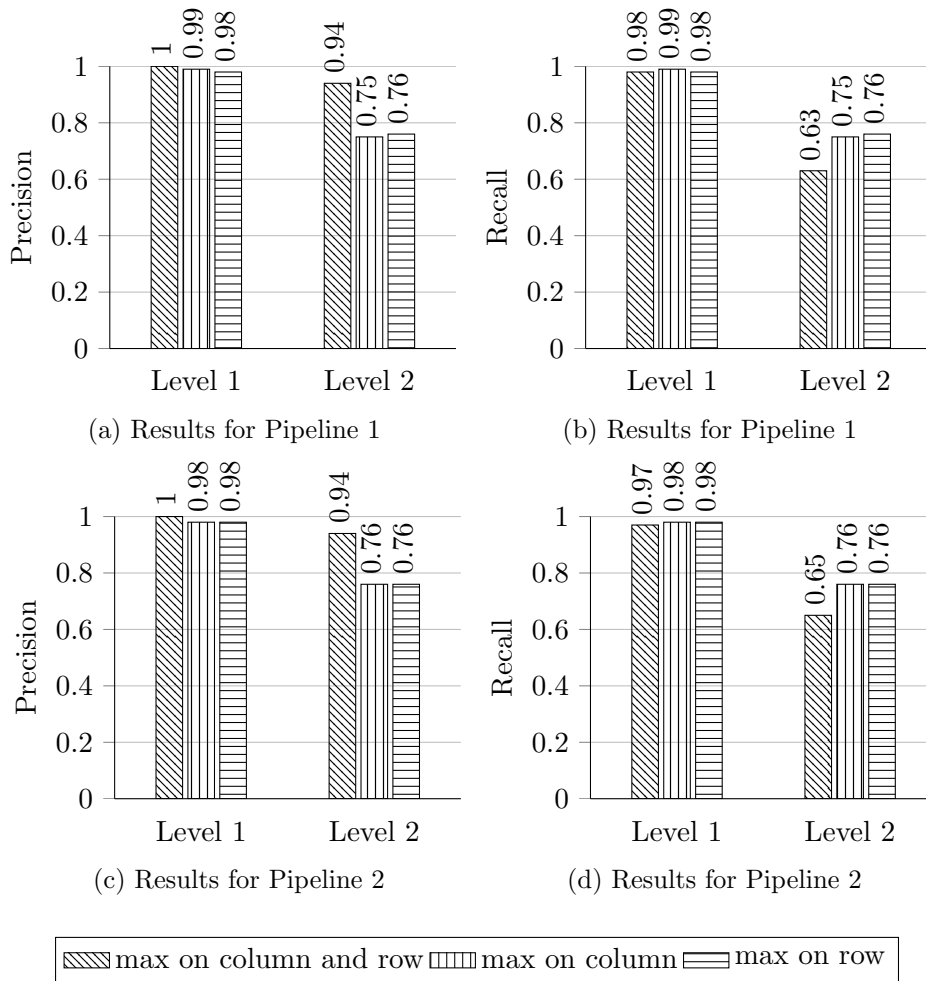 1 0.99 0.98 0.94 0.75 0.76
Precision
1
0.8
0.6
0.4
0.2
0
Level 1 Level 2
(a) Results for Pipeline 1
0.98 0.99 0.98 0.63 0.75 0.76
Recall
1
0.8
0.6
0.4
0.2
0
Level 1 Level 2
(b) Results for Pipeline 1
1 0.98 0.98 0.94 0.76 0.76
Precision
1
0.8
0.6
0.4
0.2
0
Level 1 Level 2
(c) Results for Pipeline 2
0.97 0.98 0.98 0.65 0.76 0.76
Recall
1
0.8
0.6
0.4
0.2
0
Level 1 Level 2
(d) Results for Pipeline 2
max on column and row max on column max on row